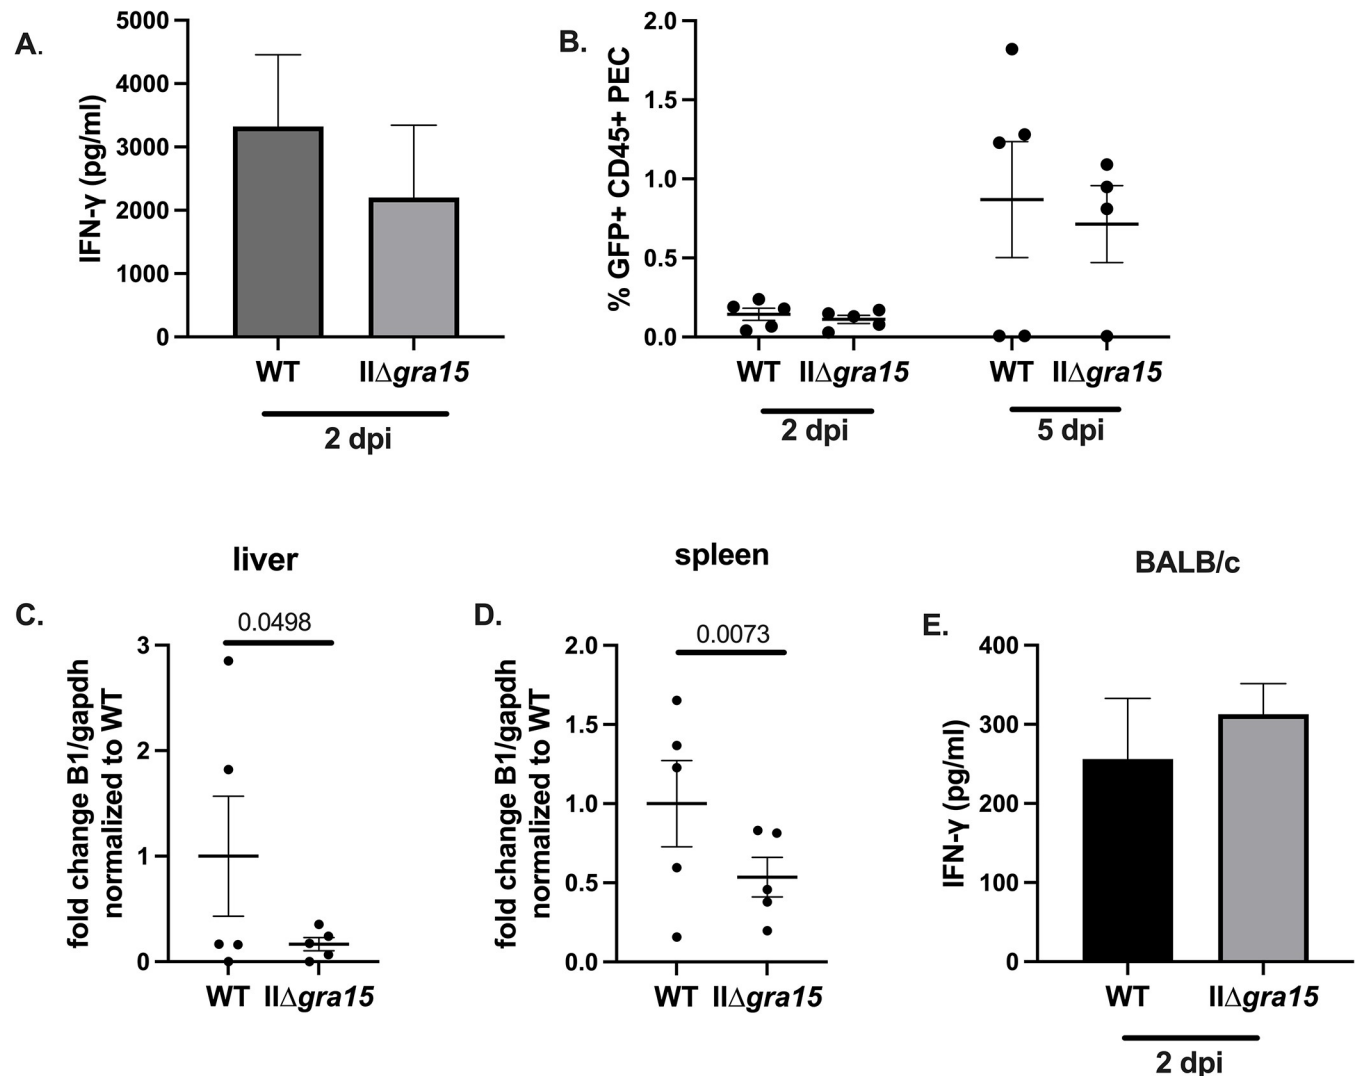 A.
5000
4000
3000
2000
1000
0
IFN-γ (pg/ml)
WT
IIΔgra15
2 dpi
B.
2.0
1.5
1.0
0.5
0.0
% GFP+ CD45+ PEC
WT
IIΔgra15
WT
IIΔgra15
2 dpi
5 dpi
liver
C.
0.0498
3
2
1
0
fold change B1/gapdh
normalized to WT
WT
IIΔgra15
spleen
D.
0.0073
2.0
1.5
1.0
0.5
0.0
fold change B1/gapdh
normalized to WT
WT
IIΔgra15
BALB/c
E.
400
300
200
100
0
IFN-γ (pg/ml)
WT
IIΔgra15
2 dpi